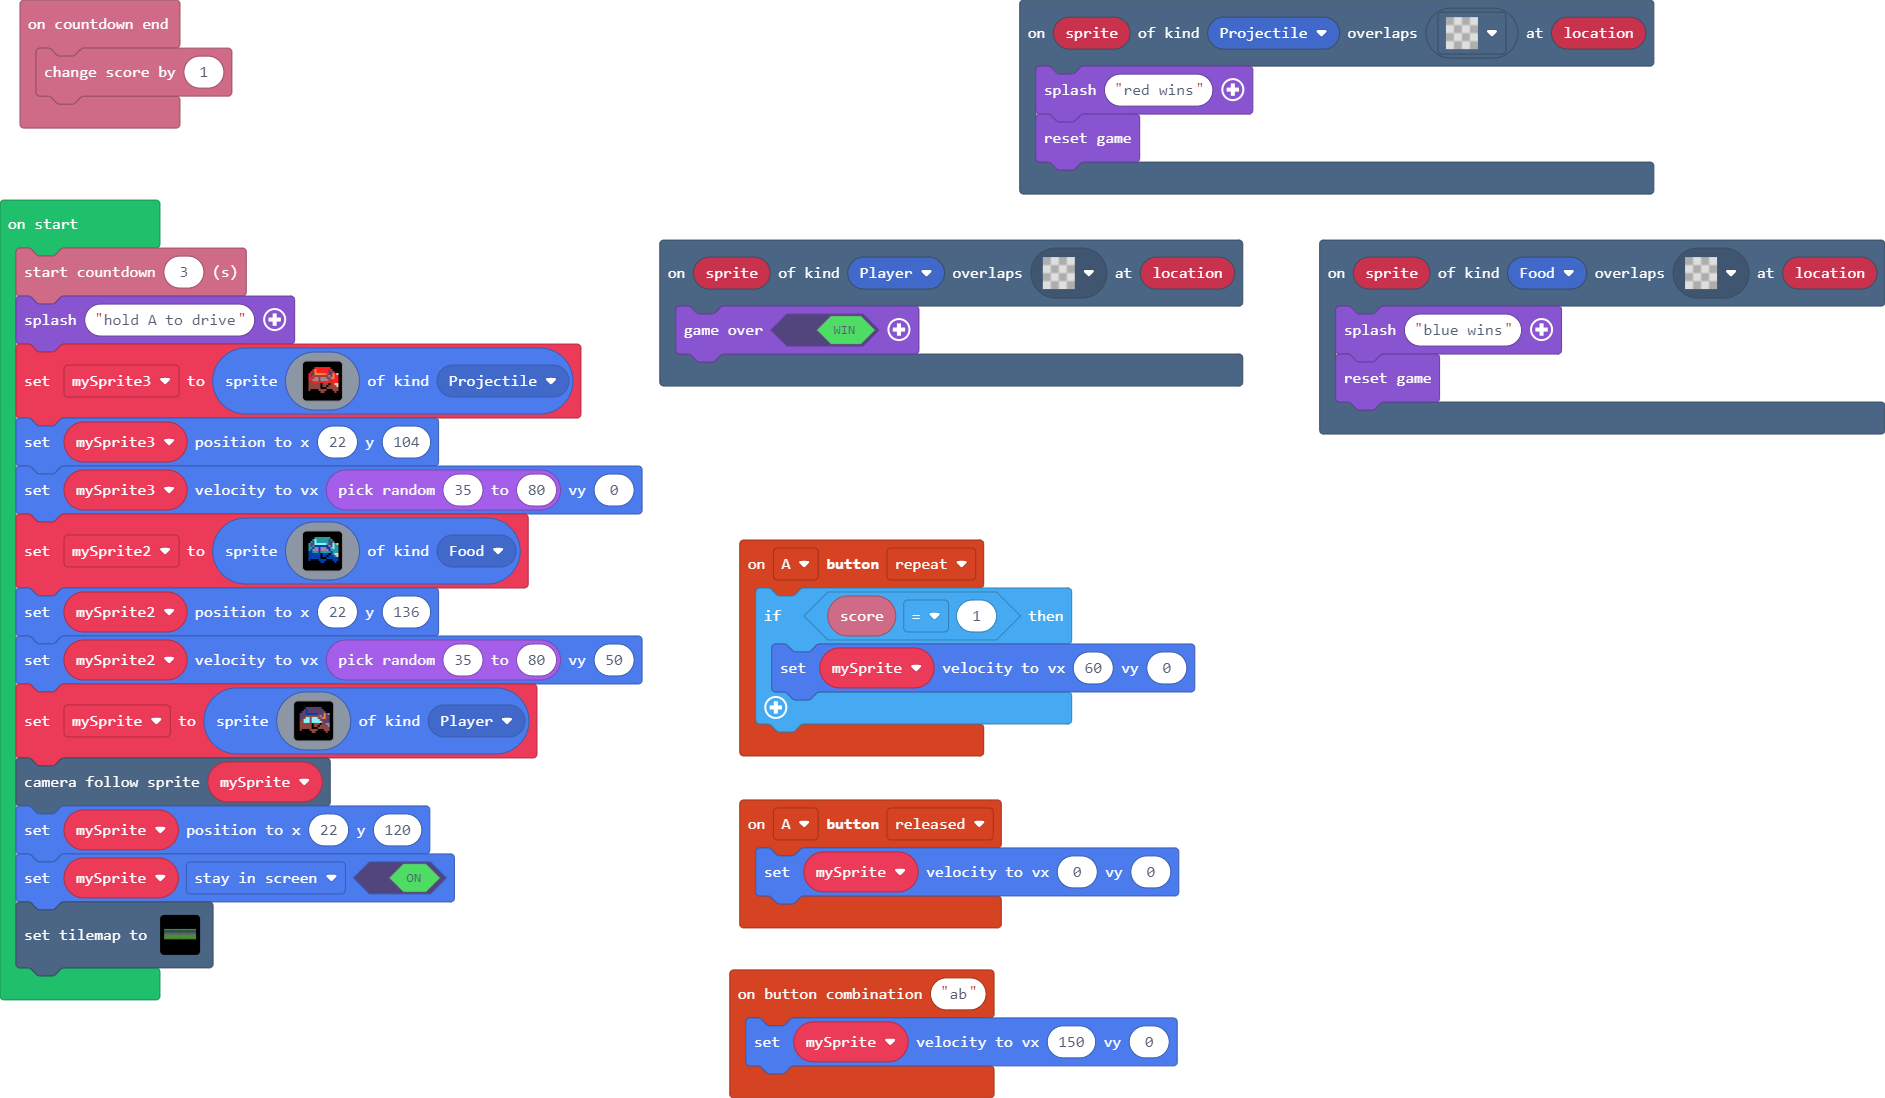 on countdown end
change score by 1
on start
start countdown 3 (s)
splash "hold A to drive"
set mySprite3 to sprite of kind Projectile
set mySprite3 position to x 22 y 104
set mySprite3 velocity to vx pick random 35 to 80 vy 0
set mySprite2 to sprite of kind Food
set mySprite2 position to x 22 y 136
set mySprite2 velocity to vx pick random 35 to 80 vy 50
set mySprite to sprite of kind Player
camera follow sprite mySprite
set mySprite position to x 22 y 120
set mySprite stay in screen ON
set tilemap to
on sprite of kind Projectile overlaps at location
splash "red wins"
reset game
on sprite of kind Player overlaps at location
game over WIN
on sprite of kind Food overlaps at location
splash "blue wins"
reset game
on A button repeat
if score = 1 then
set mySprite velocity to vx 60 vy 0
on A button released
set mySprite velocity to vx 0 vy 0
on button combination "ab"
set mySprite velocity to vx 150 vy 0